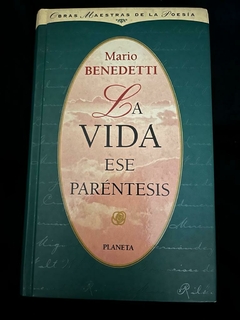 OBRAS MAESTRAS DE LA POESÍA
Mario
BENEDETTI
LA
VIDA
ESE
PARÉNTESIS
PLANETA